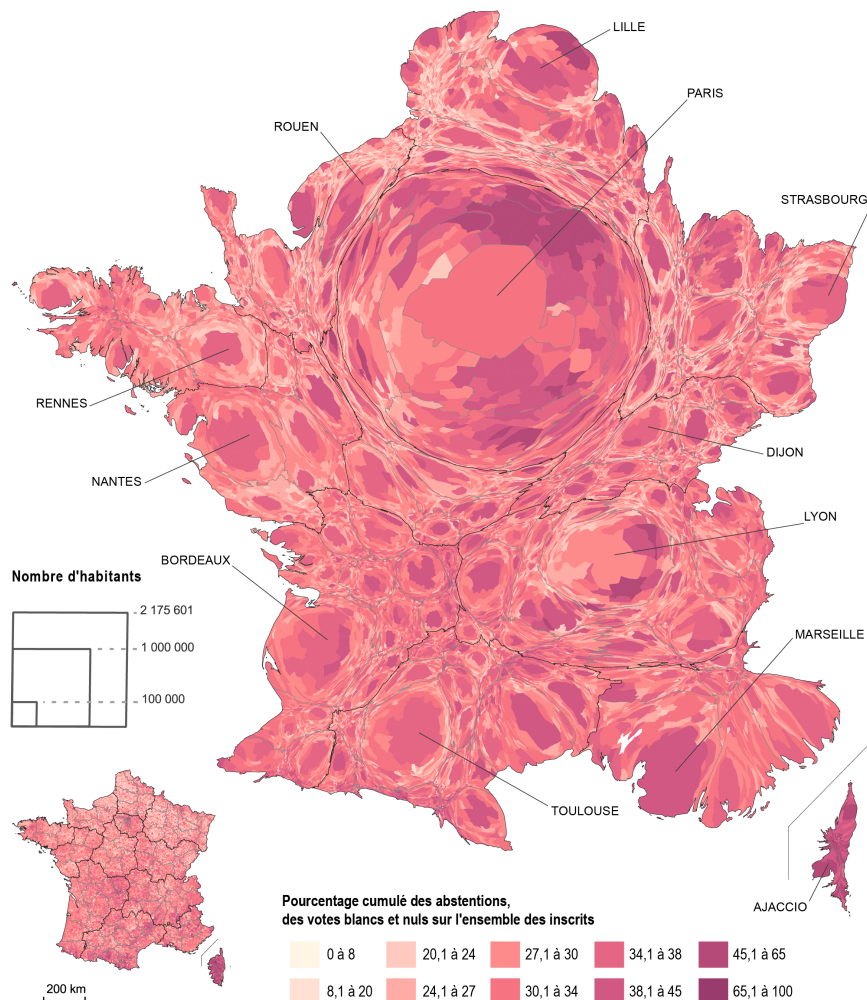 LILLE
PARIS
ROUEN
STRASBOURG
RENNES
DIJON
NANTES
LYON
BORDEAUX
Nombre d'habitants
2 175 601
1 000 000
MARSEILLE
100 000
TOULOUSE
AJACCIO
Pourcentage cumulé des abstentions,
des votes blancs et nuls sur l'ensemble des inscrits
0 à 8
20,1 à 24
27,1 à 30
34,1 à 38
45,1 à 65
8,1 à 20
24,1 à 27
30,1 à 34
38,1 à 45
65,1 à 100
200 km